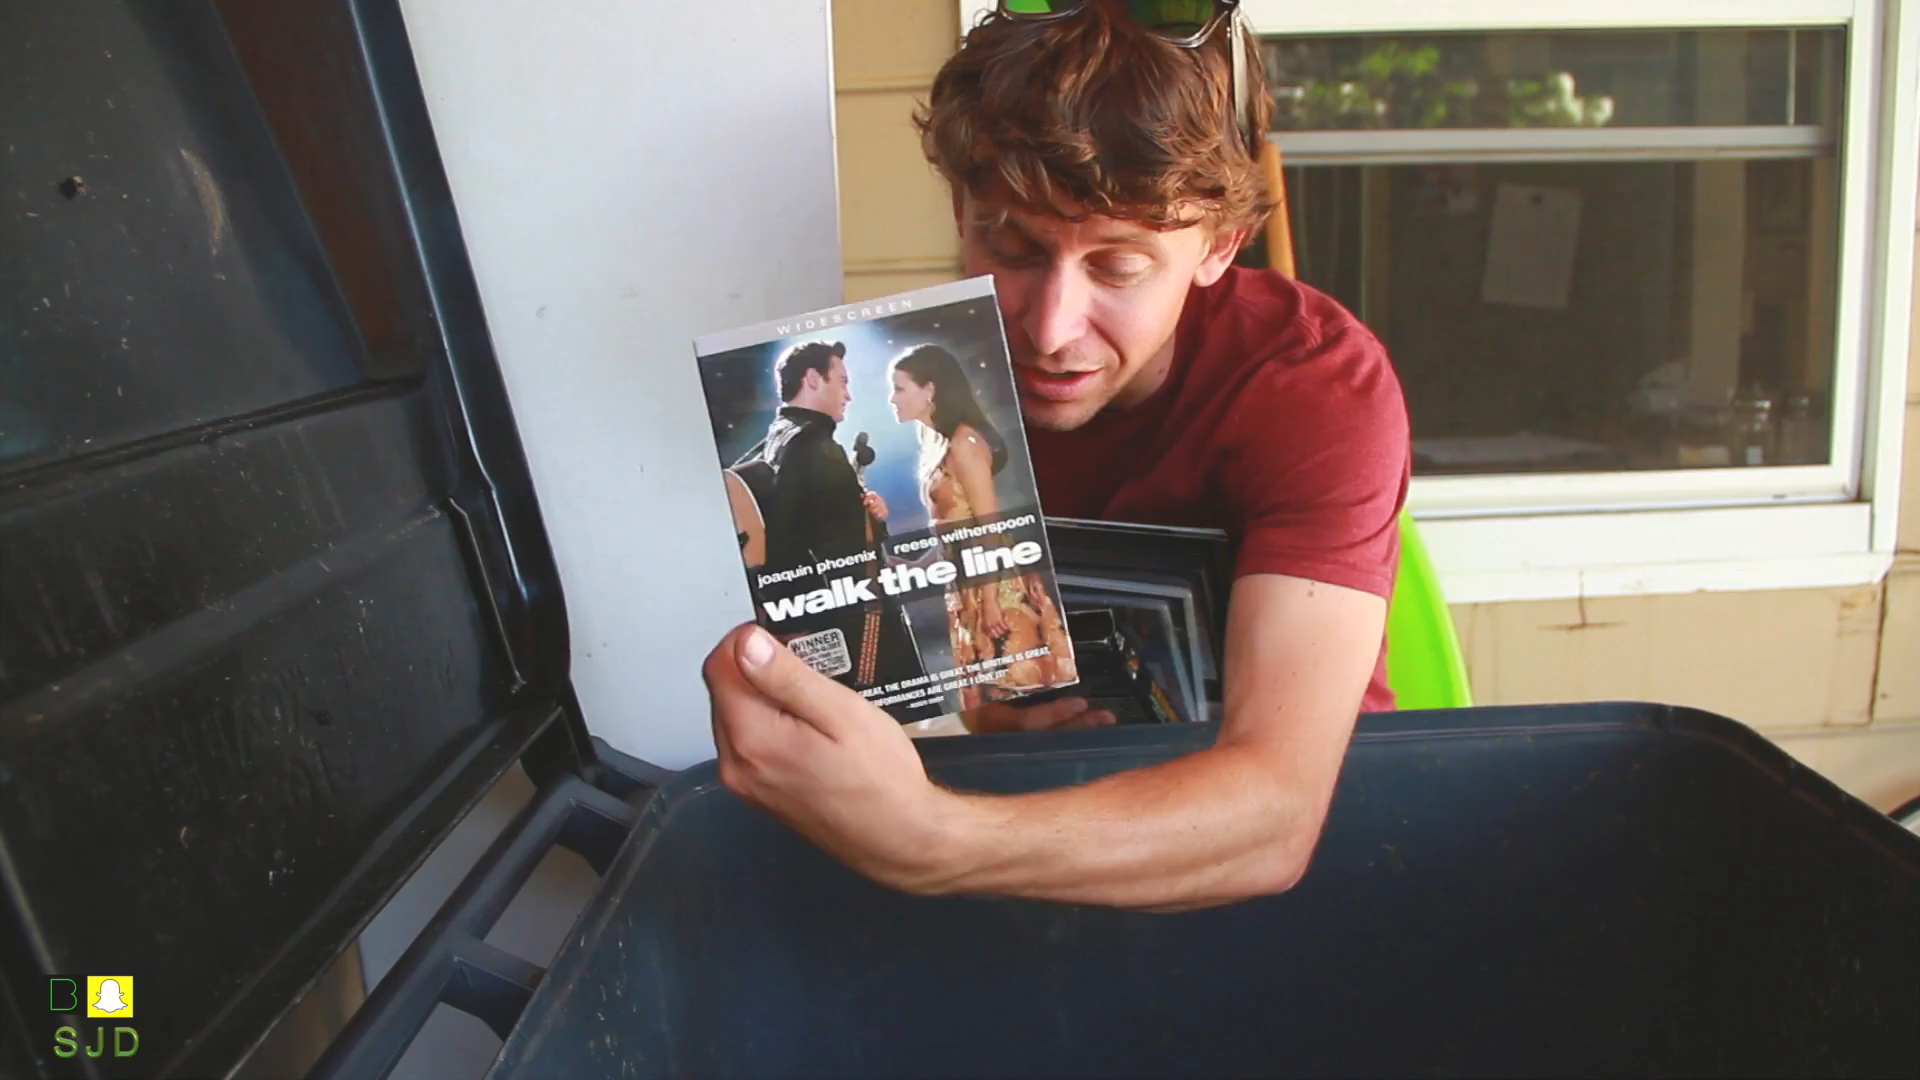 WIDESCREEN
joaquin phoenix reese witherspoon
walk the line
WINNER
PICTURE
GREAT, THE DRAMA IS GREAT, THE WRITING IS GREAT,
PERFORMANCES ARE GREAT. I LOVE IT!"
B
SJD